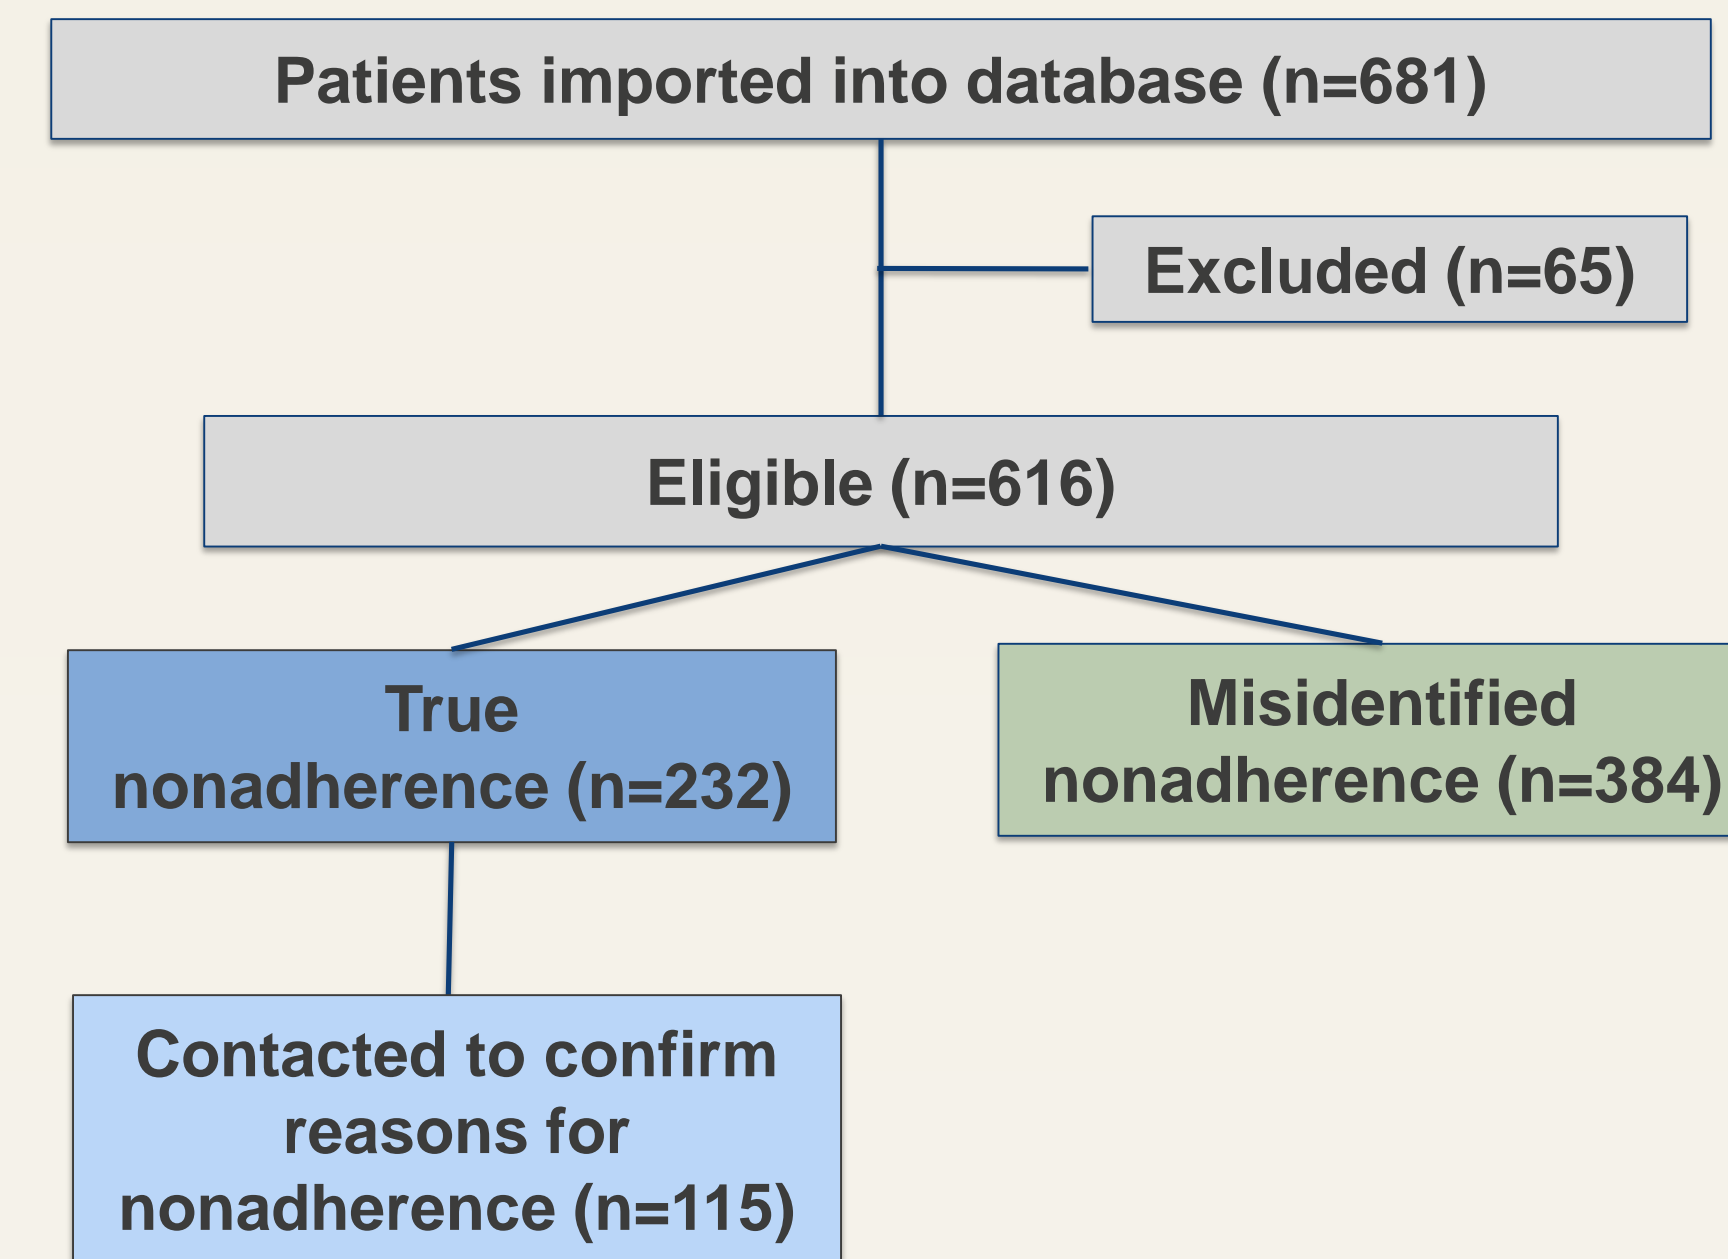 Patients imported into database (n=681)
Excluded (n=65)
Eligible (n=616)
True
nonadherence (n=232)
Misidentified
nonadherence (n=384)
Contacted to confirm
reasons for
nonadherence (n=115)